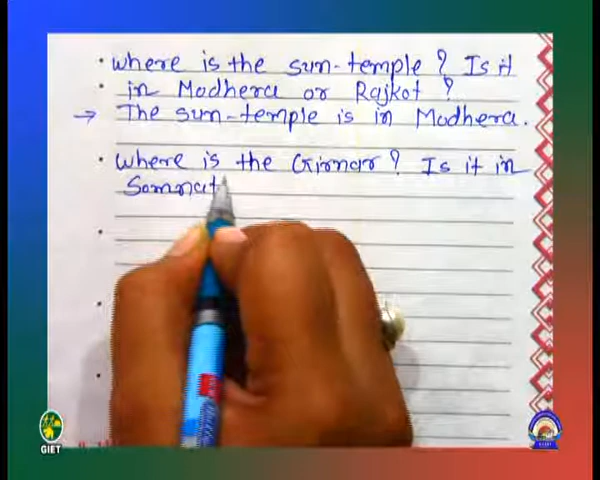 • where is the sun-temple? Is it
• in Modhera or Rajkot?
→ The sun-temple is in Modhera.
• where is the Girnar? Is it in
Somnat
GIET